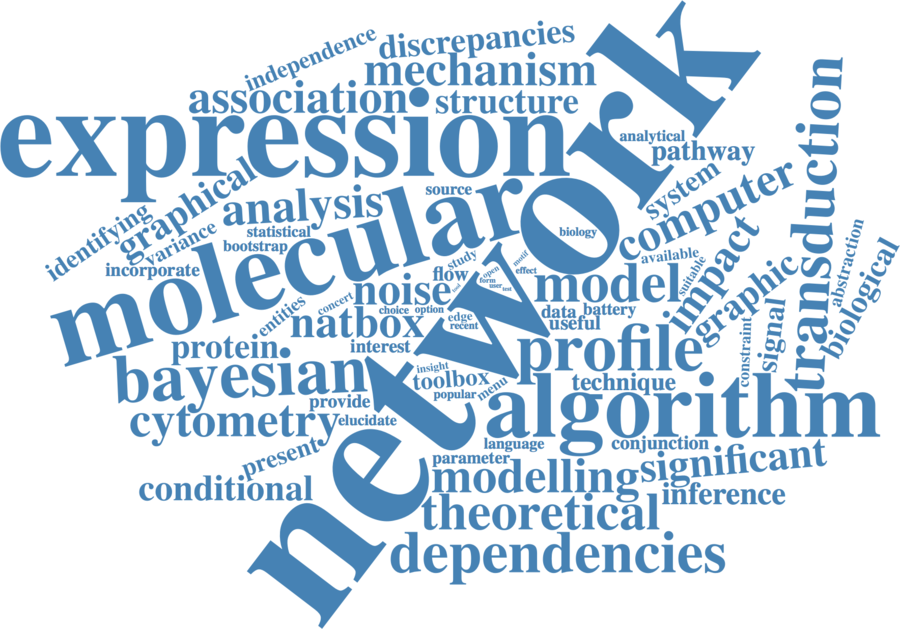 independence
discrepancies
mechanism
association
structure
expression
network
analytical
pathway
transduction
identifying
graphical
variance
incorporate
source
analysis
statistical
bootstrap
molecular
system
computer
biology
study
flow
motif
effect
available
suitable
impact
graphic
abstraction
biological
entities
concert
noise
choice
option
tool
open
form
user
test
model
data
battery
useful
natbox
edge
recent
interest
protein
constraint
signal
profile
bayesian
insight
toolbox
popular
menu
technique
provide
algorithm
cytometry
elucidate
language
conjunction
present
parameter
modelling
significant
conditional
inference
theoretical
dependencies